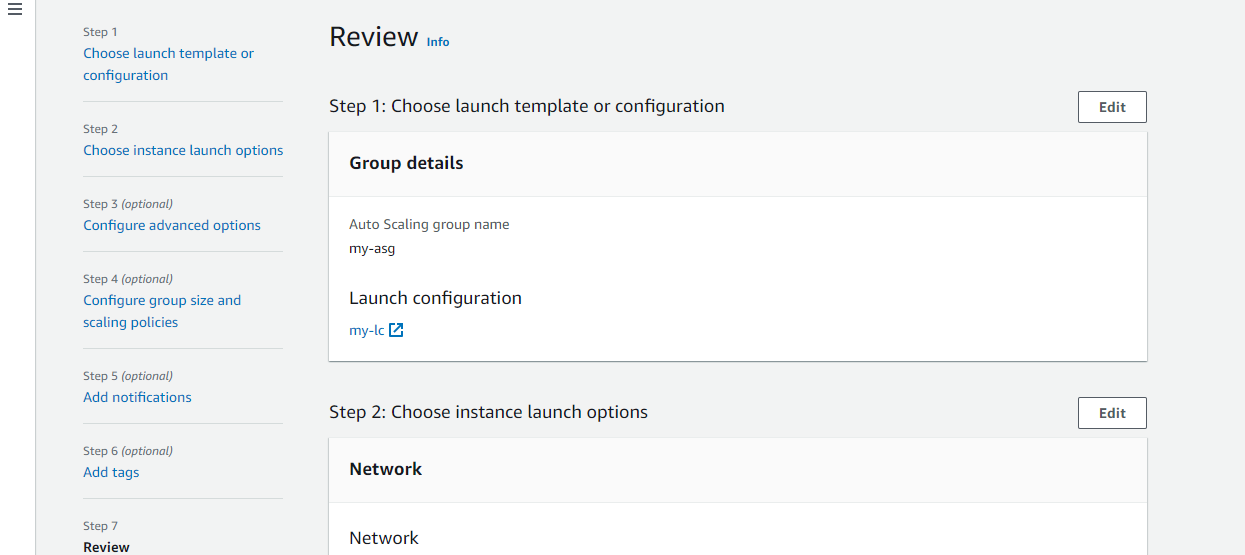 Step 1
Choose launch template or
configuration
Step 2
Choose instance launch options
Step 3 (optional)
Configure advanced options
Step 4 (optional)
Configure group size and
scaling policies
Step 5 (optional)
Add notifications
Step 6 (optional)
Add tags
Step 7
Review
Review Info
Step 1: Choose launch template or configuration
Edit
Group details
Auto Scaling group name
my-asg
Launch configuration
my-lc
Step 2: Choose instance launch options
Edit
Network
Network